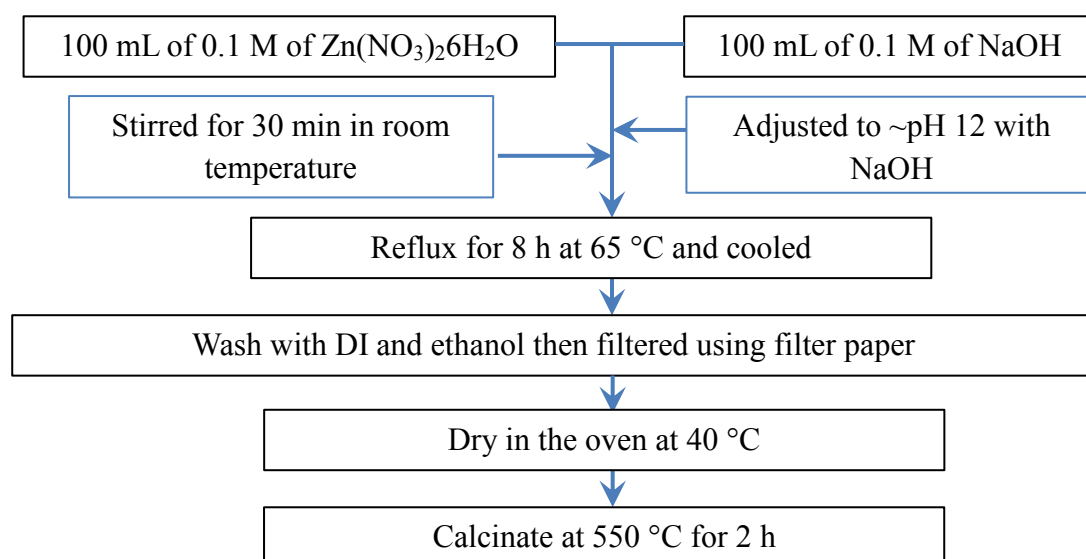 100 mL of 0.1 M of Zn(NO₃)₂6H₂O
100 mL of 0.1 M of NaOH
Stirred for 30 min in room
temperature
Adjusted to ~pH 12 with
NaOH
Reflux for 8 h at 65 °C and cooled
Wash with DI and ethanol then filtered using filter paper
Dry in the oven at 40 °C
Calcinate at 550 °C for 2 h